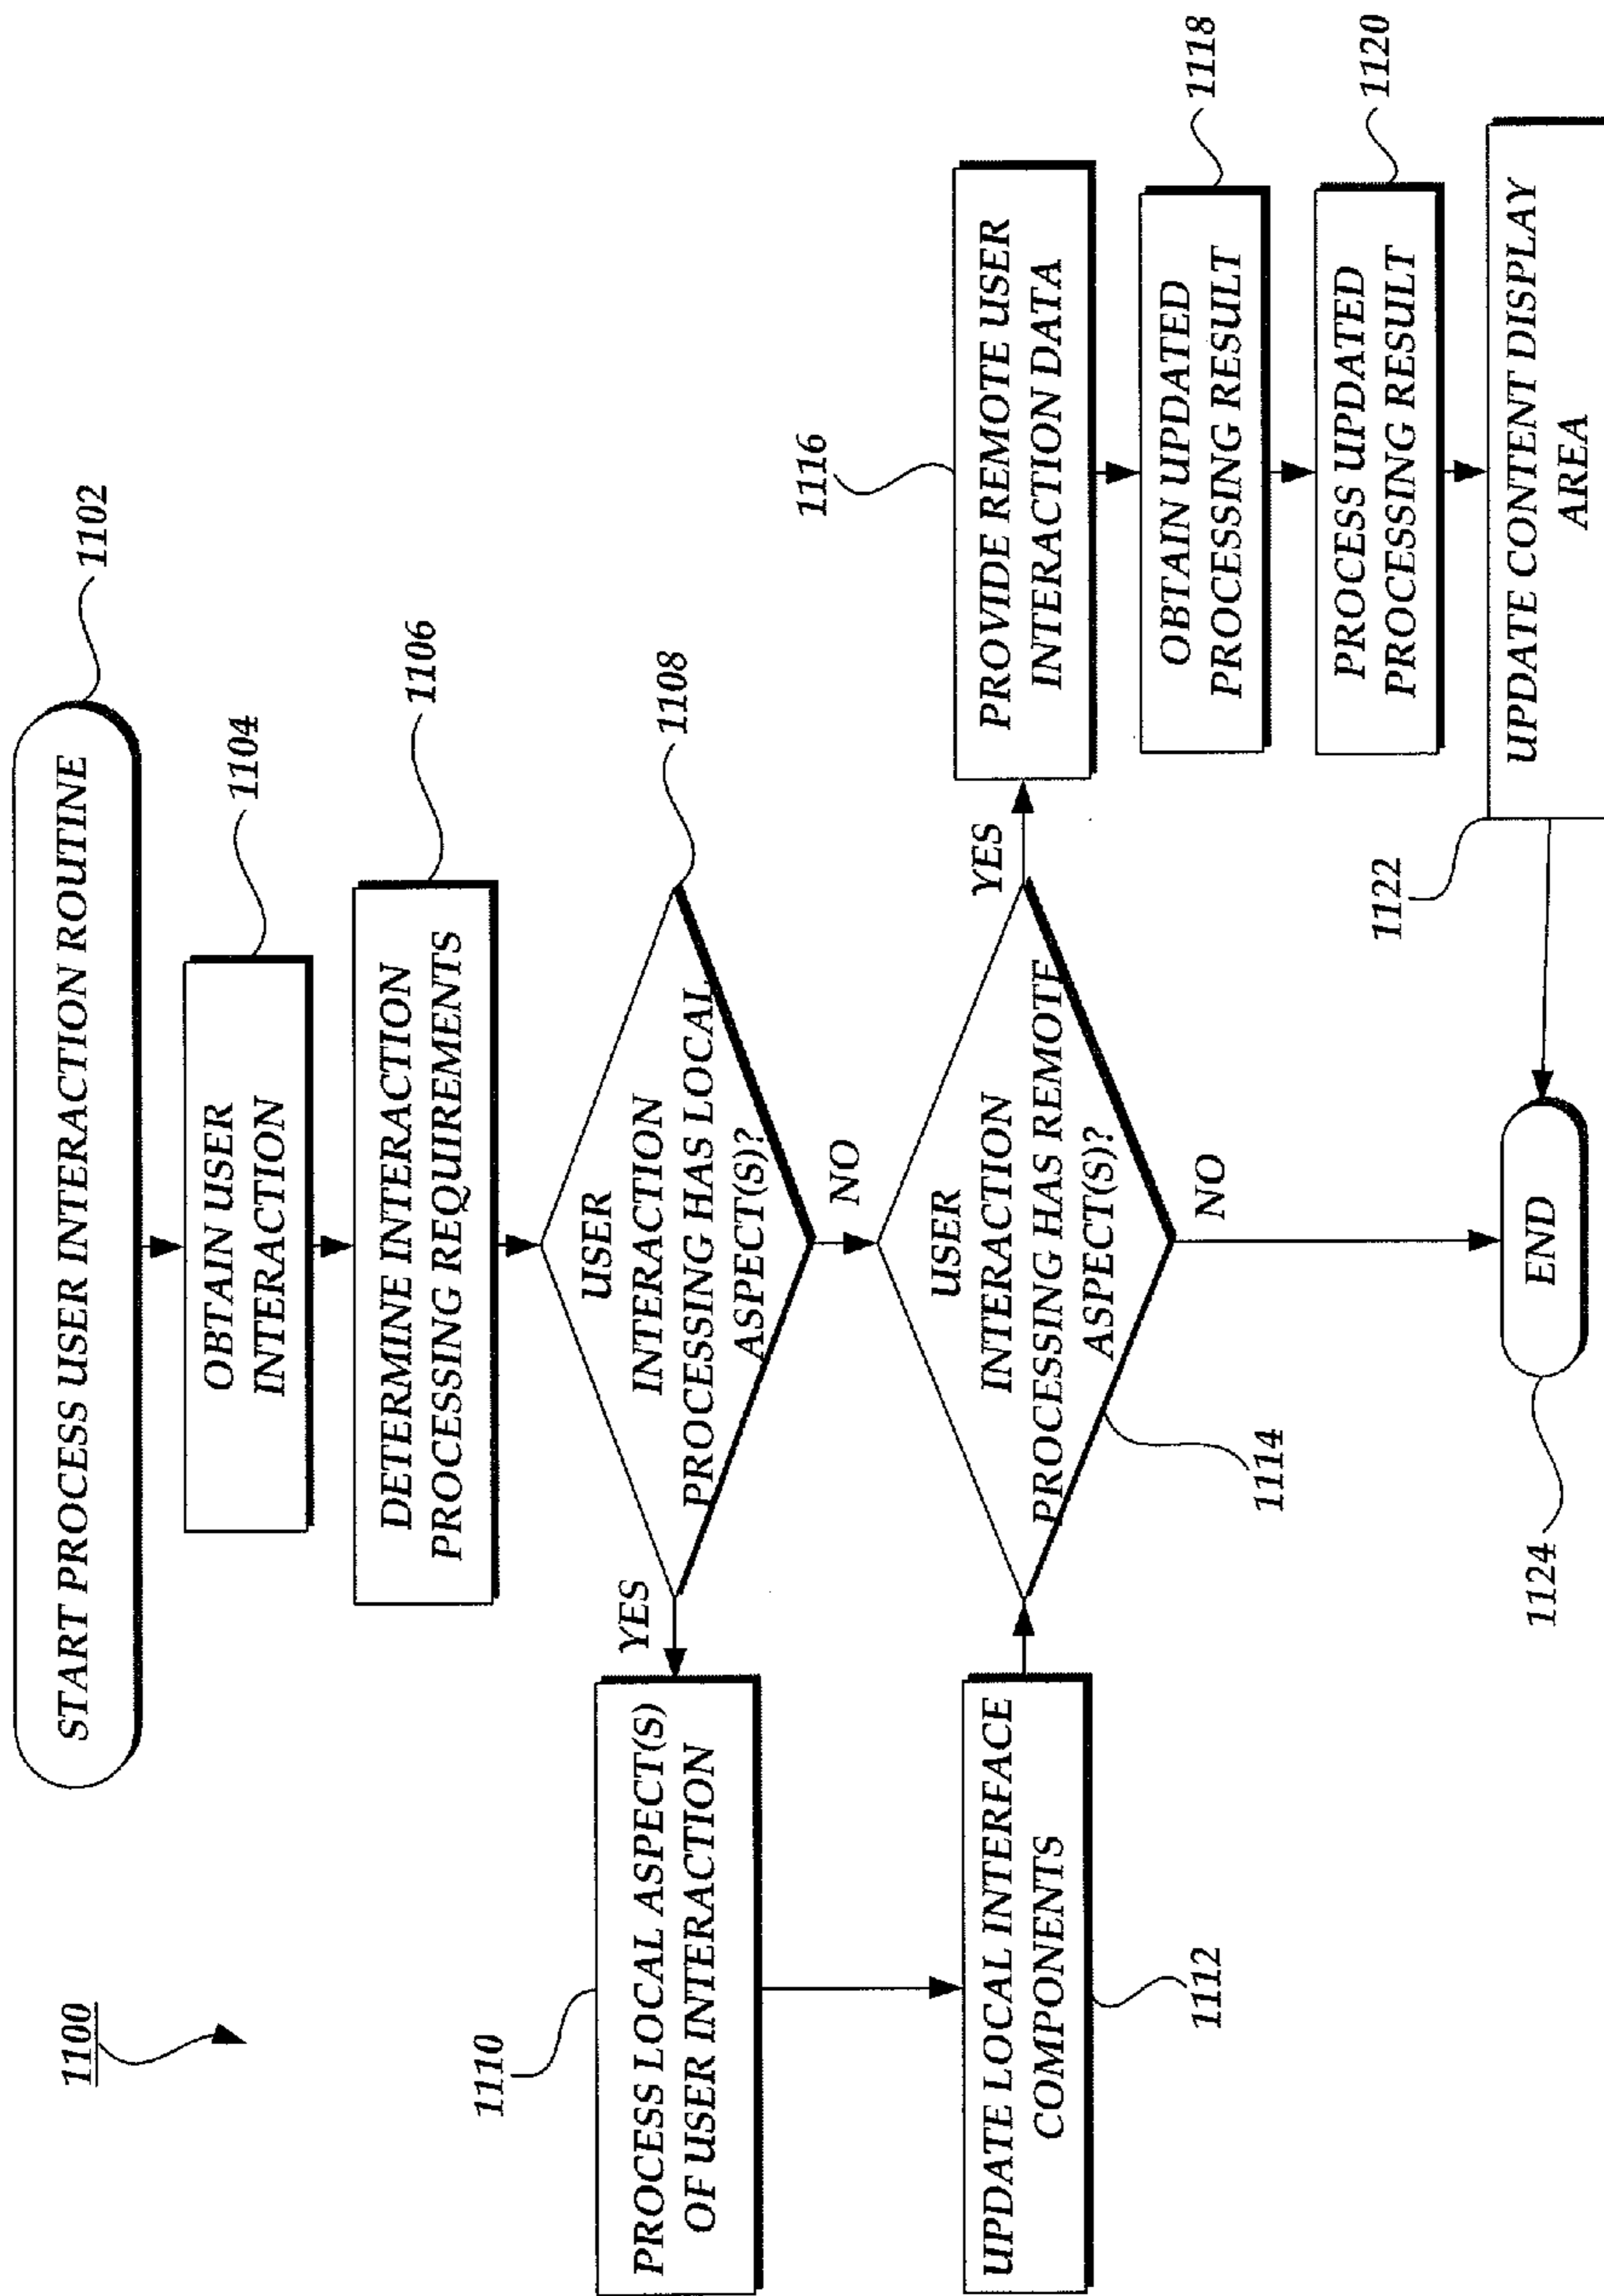 1100
START PROCESS USER INTERACTION ROUTINE
1102
OBTAIN USER
INTERACTION
1104
DETERMINE INTERACTION
PROCESSING REQUIREMENTS
1106
USER
INTERACTION
PROCESSING HAS LOCAL
ASPECT(S)?
1108
YES
NO
1110
PROCESS LOCAL ASPECT(S)
OF USER INTERACTION
UPDATE LOCAL INTERFACE
COMPONENTS
1112
USER
INTERACTION
PROCESSING HAS REMOTE
ASPECT(S)?
1114
YES
NO
1116
PROVIDE REMOTE USER
INTERACTION DATA
OBTAIN UPDATED
PROCESSING RESULT
1118
PROCESS UPDATED
PROCESSING RESULT
1120
UPDATE CONTENT DISPLAY
AREA
1122
END
1124